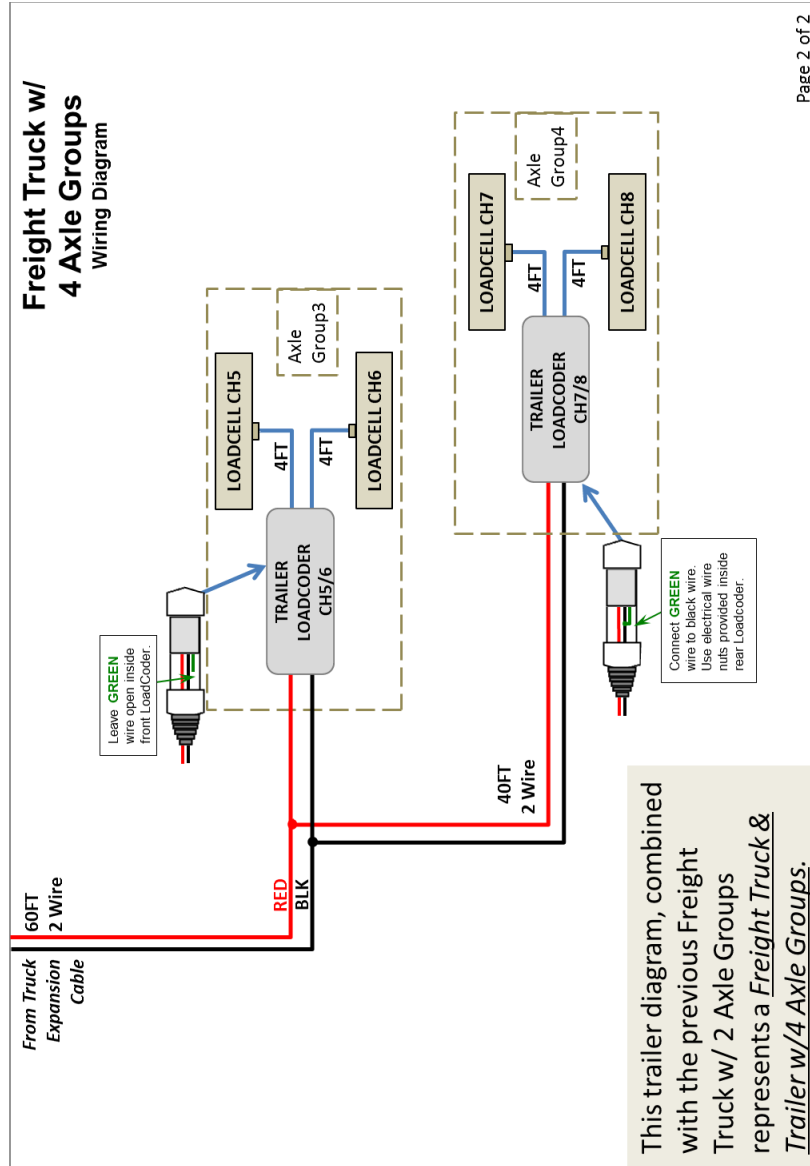 Freight Truck w/
4 Axle Groups
Wiring Diagram
From Truck
Expansion
Cable
60FT
2 Wire
RED
BLK
Leave GREEN
wire open inside
front LoadCoder.
TRAILER
LOADCODER
CH5/6
4FT
4FT
LOADCELL CH5
LOADCELL CH6
Axle
Group3
40FT
2 Wire
TRAILER
LOADCODER
CH7/8
4FT
4FT
LOADCELL CH7
LOADCELL CH8
Axle
Group4
Connect GREEN
wire to black wire.
Use electrical wire
nuts provided inside
rear Loadcoder.
This trailer diagram, combined
with the previous Freight
Truck w/ 2 Axle Groups
represents a Freight Truck &
Trailer w/4 Axle Groups.
Page 2 of 2